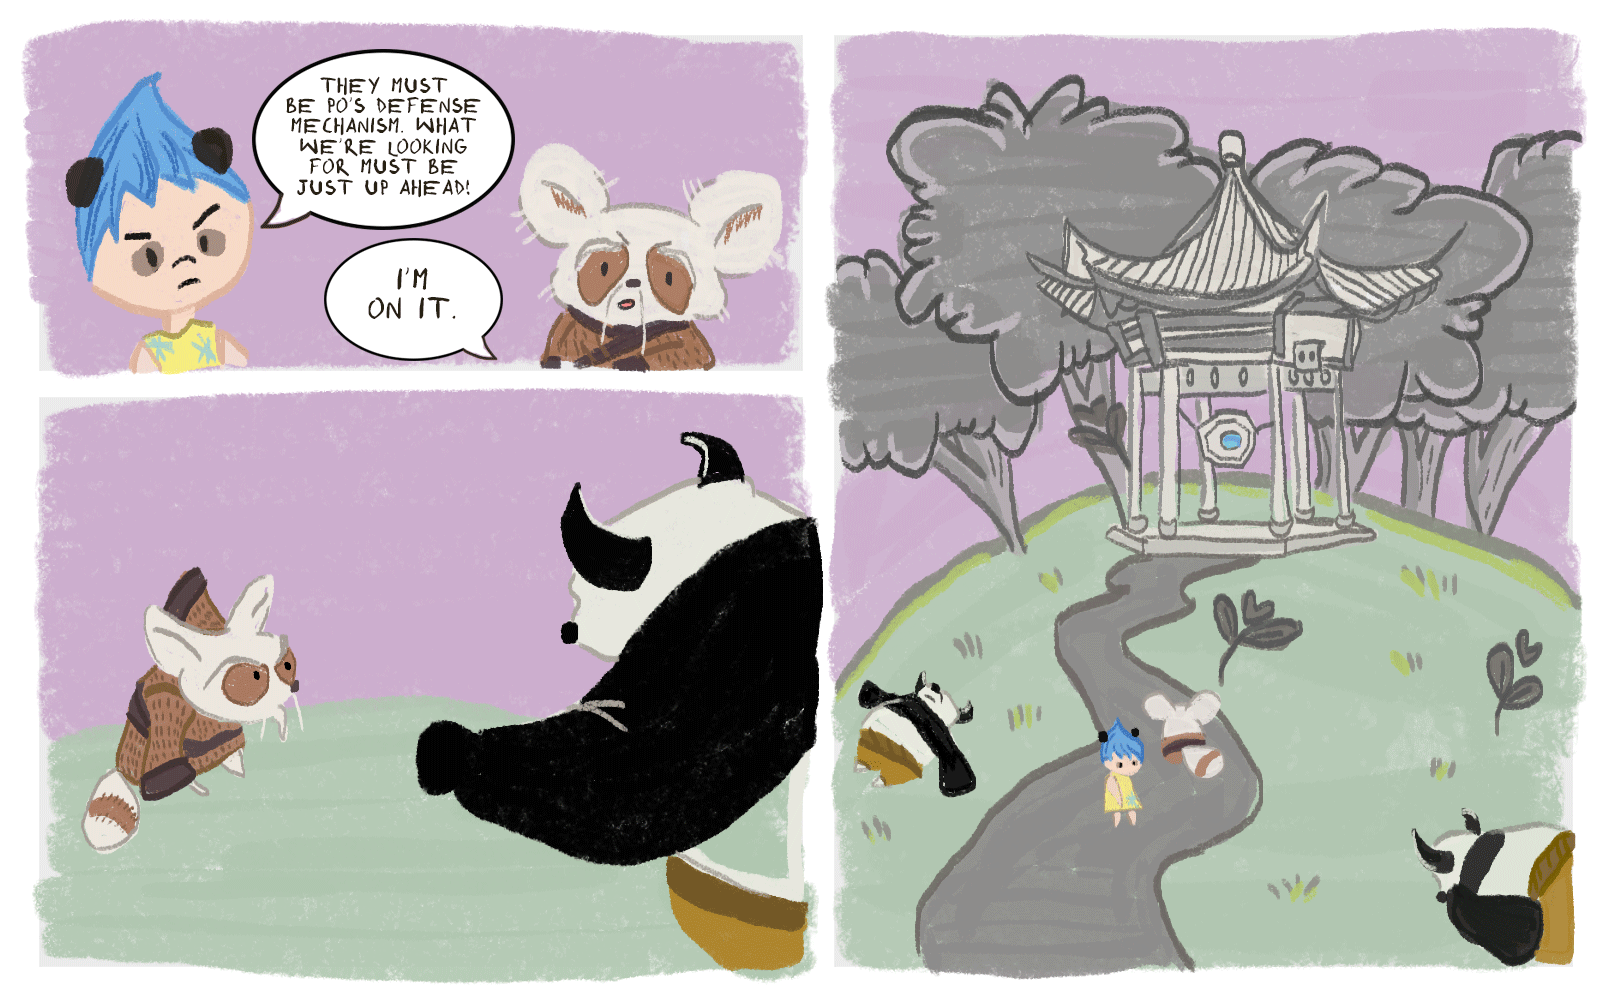 THEY MUST
BE PO'S DEFENSE
MECHANISM. WHAT
WE'RE LOOKING
FOR MUST BE
JUST UP AHEAD!
I'M
ON IT.